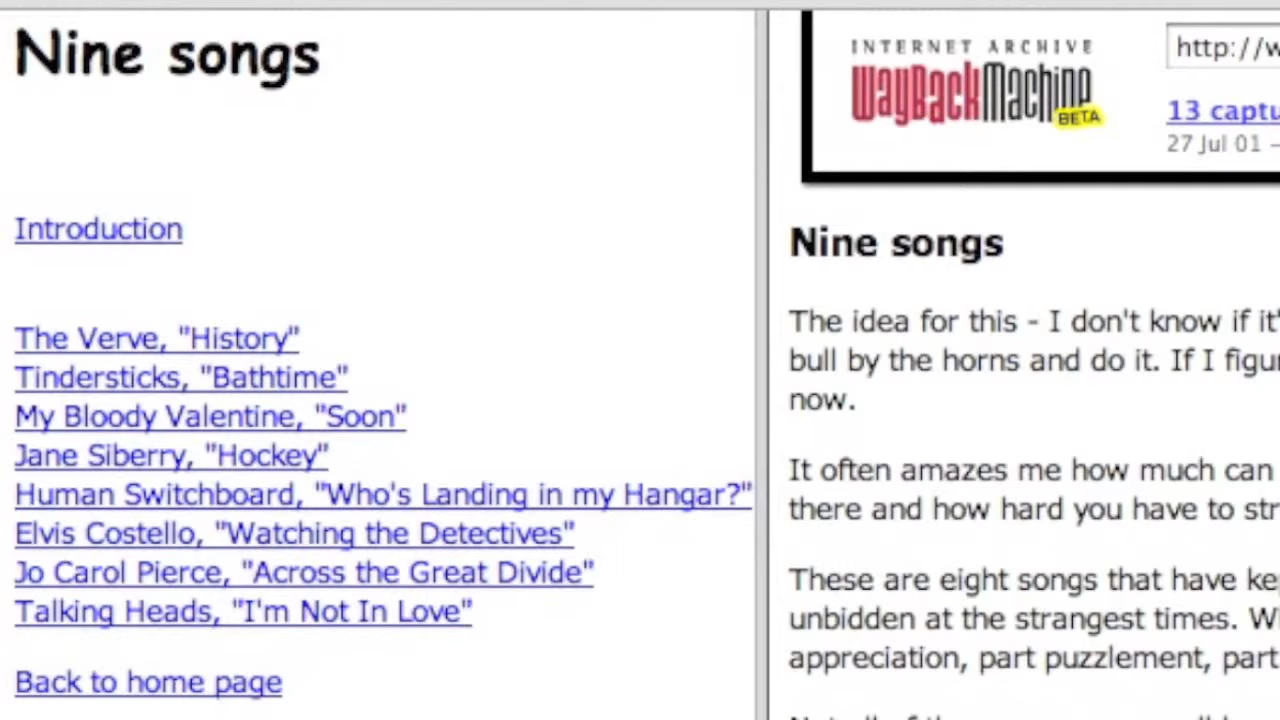 Nine songs
Introduction
The Verve, "History"
Tindersticks, "Bathtime"
My Bloody Valentine, "Soon"
Jane Siberry, "Hockey"
Human Switchboard, "Who's Landing in my Hangar?"
Elvis Costello, "Watching the Detectives"
Jo Carol Pierce, "Across the Great Divide"
Talking Heads, "I'm Not In Love"
Back to home page
INTERNET ARCHIVE
WayBackMachine
BETA
http://w
13 captu
27 Jul 01 –
Nine songs
The idea for this - I don't know if it'
bull by the horns and do it. If I figu
now.
It often amazes me how much can
there and how hard you have to str
These are eight songs that have ke
unbidden at the strangest times. W
appreciation, part puzzlement, part